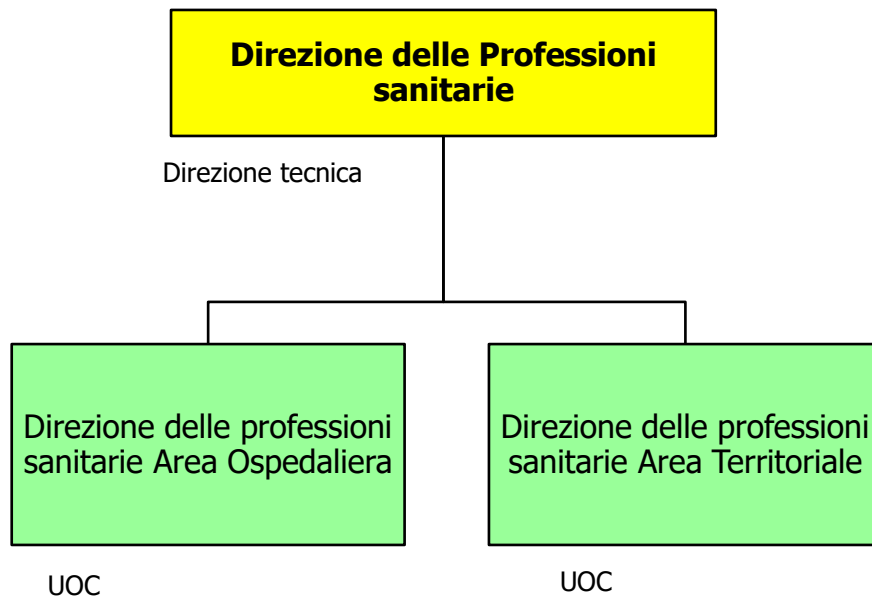 Direzione delle Professioni
sanitarie
Direzione tecnica
Direzione delle professioni
sanitarie Area Ospedaliera
Direzione delle professioni
sanitarie Area Territoriale
UOC
UOC